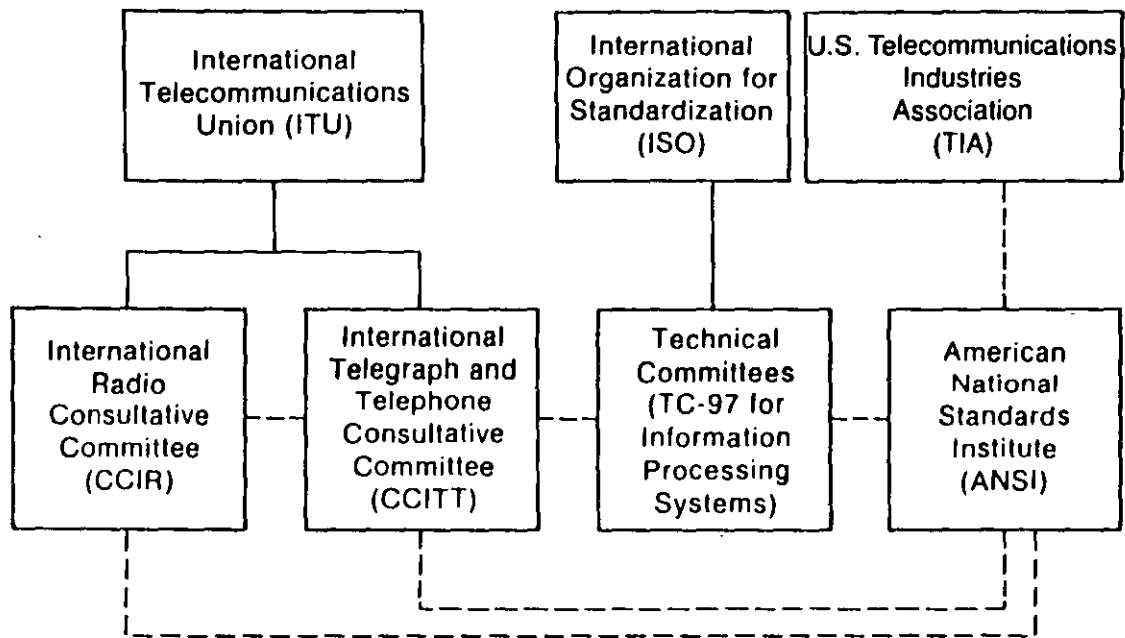 International
Telecommunications
Union (ITU)
International
Organization for
Standardization
(ISO)
U.S. Telecommunications
Industries
Association
(TIA)
International
Radio
Consultative
Committee
(CCIR)
International
Telegraph and
Telephone
Consultative
Committee
(CCITT)
Technical
Committees
(TC-97 for
Information
Processing
Systems)
American
National
Standards
Institute
(ANSI)